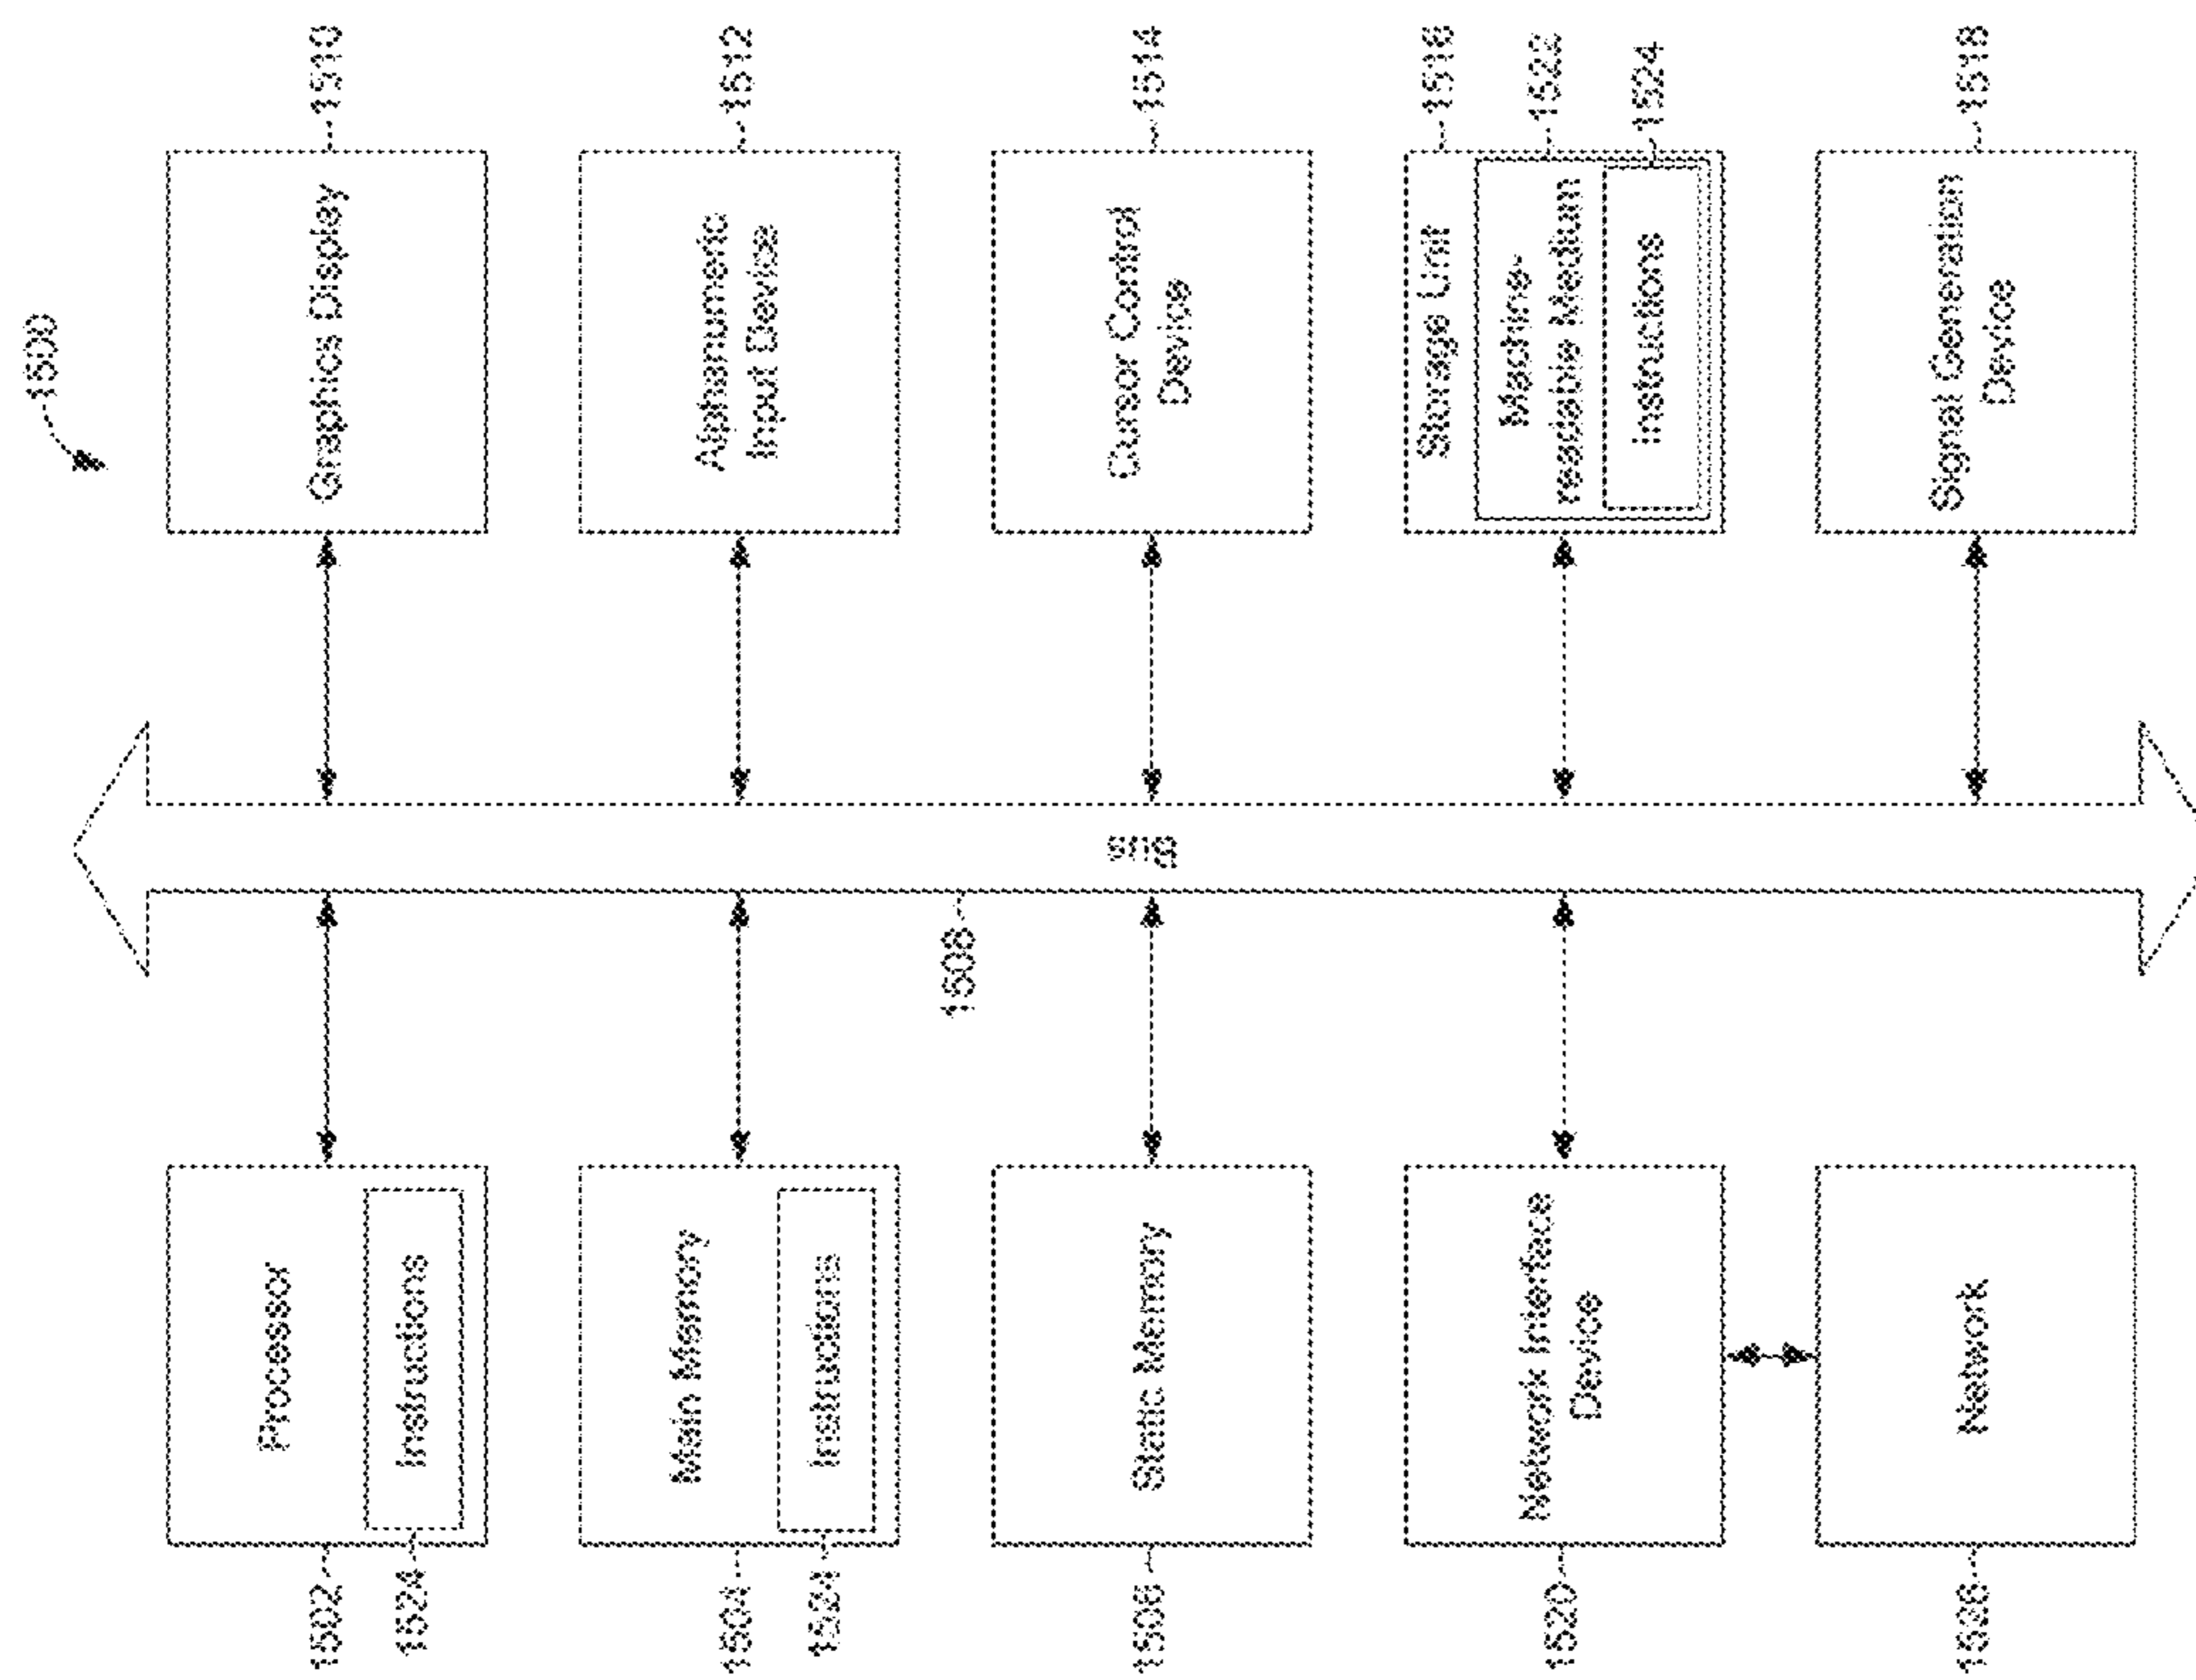 1500
1502
Processor
1524
Instructions
1510
Graphics Display
1504
Main Memory
1524
Instructions
1512
Alphanumeric
Input Device
1508
Bus
1506
Static Memory
1514
Cursor Control
Device
1520
Network Interface
Device
1516
Storage Unit
1522
Machine-
readable Medium
1524
Instructions
1526
Network
1518
Signal Generation
Device